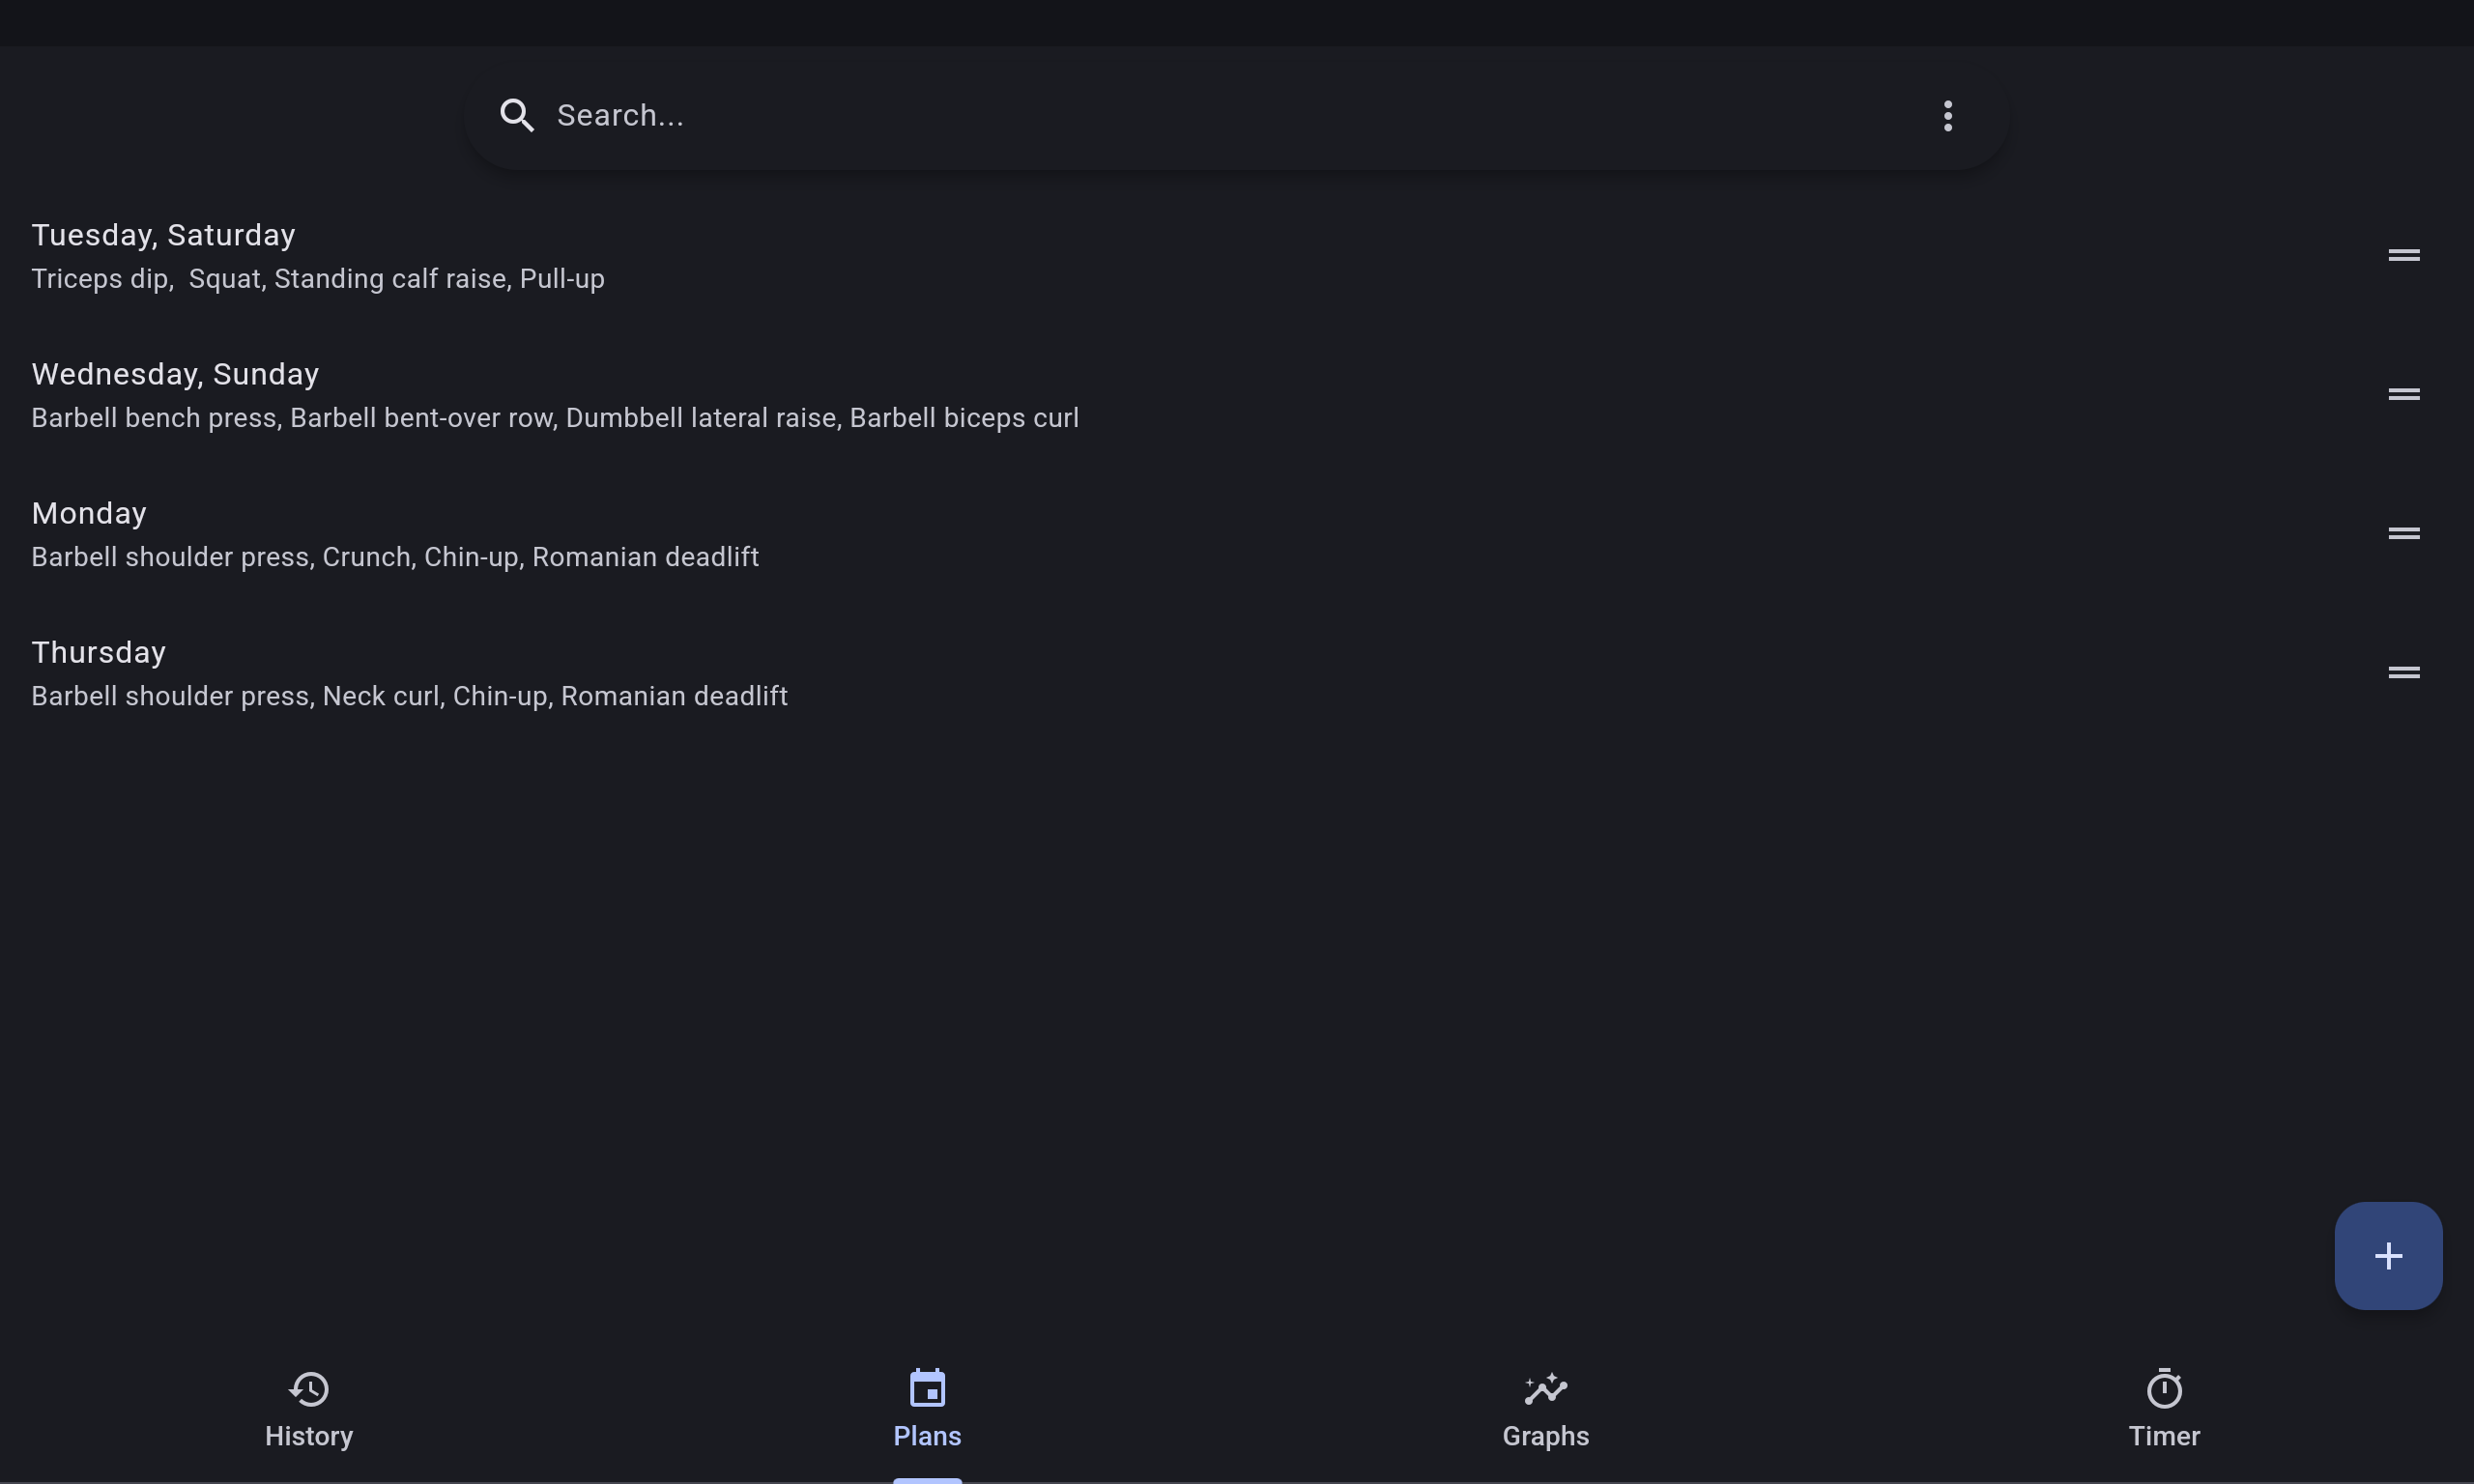 Search...
Tuesday, Saturday
Triceps dip,  Squat, Standing calf raise, Pull-up
Wednesday, Sunday
Barbell bench press, Barbell bent-over row, Dumbbell lateral raise, Barbell biceps curl
Monday
Barbell shoulder press, Crunch, Chin-up, Romanian deadlift
Thursday
Barbell shoulder press, Neck curl, Chin-up, Romanian deadlift
History
Plans
Graphs
Timer